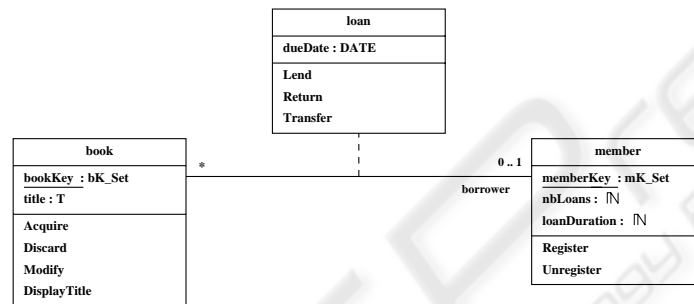 loan
dueDate : DATE
Lend
Return
Transfer
book
bookKey : bK_Set
title : T
Acquire
Discard
Modify
DisplayTitle
*
0 .. 1
borrower
member
memberKey : mK_Set
nbLoans : ℕ
loanDuration : ℕ
Register
Unregister